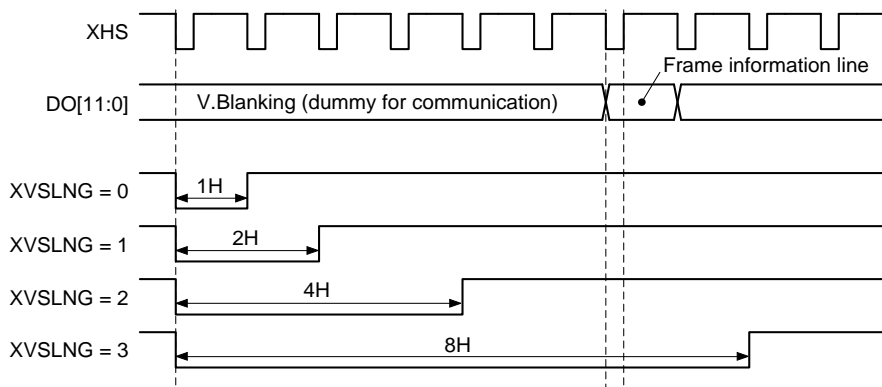 XHS
Frame information line
DO[11:0]
V.Blanking (dummy for communication)
XVSLNG = 0
1H
XVSLNG = 1
2H
XVSLNG = 2
4H
XVSLNG = 3
8H